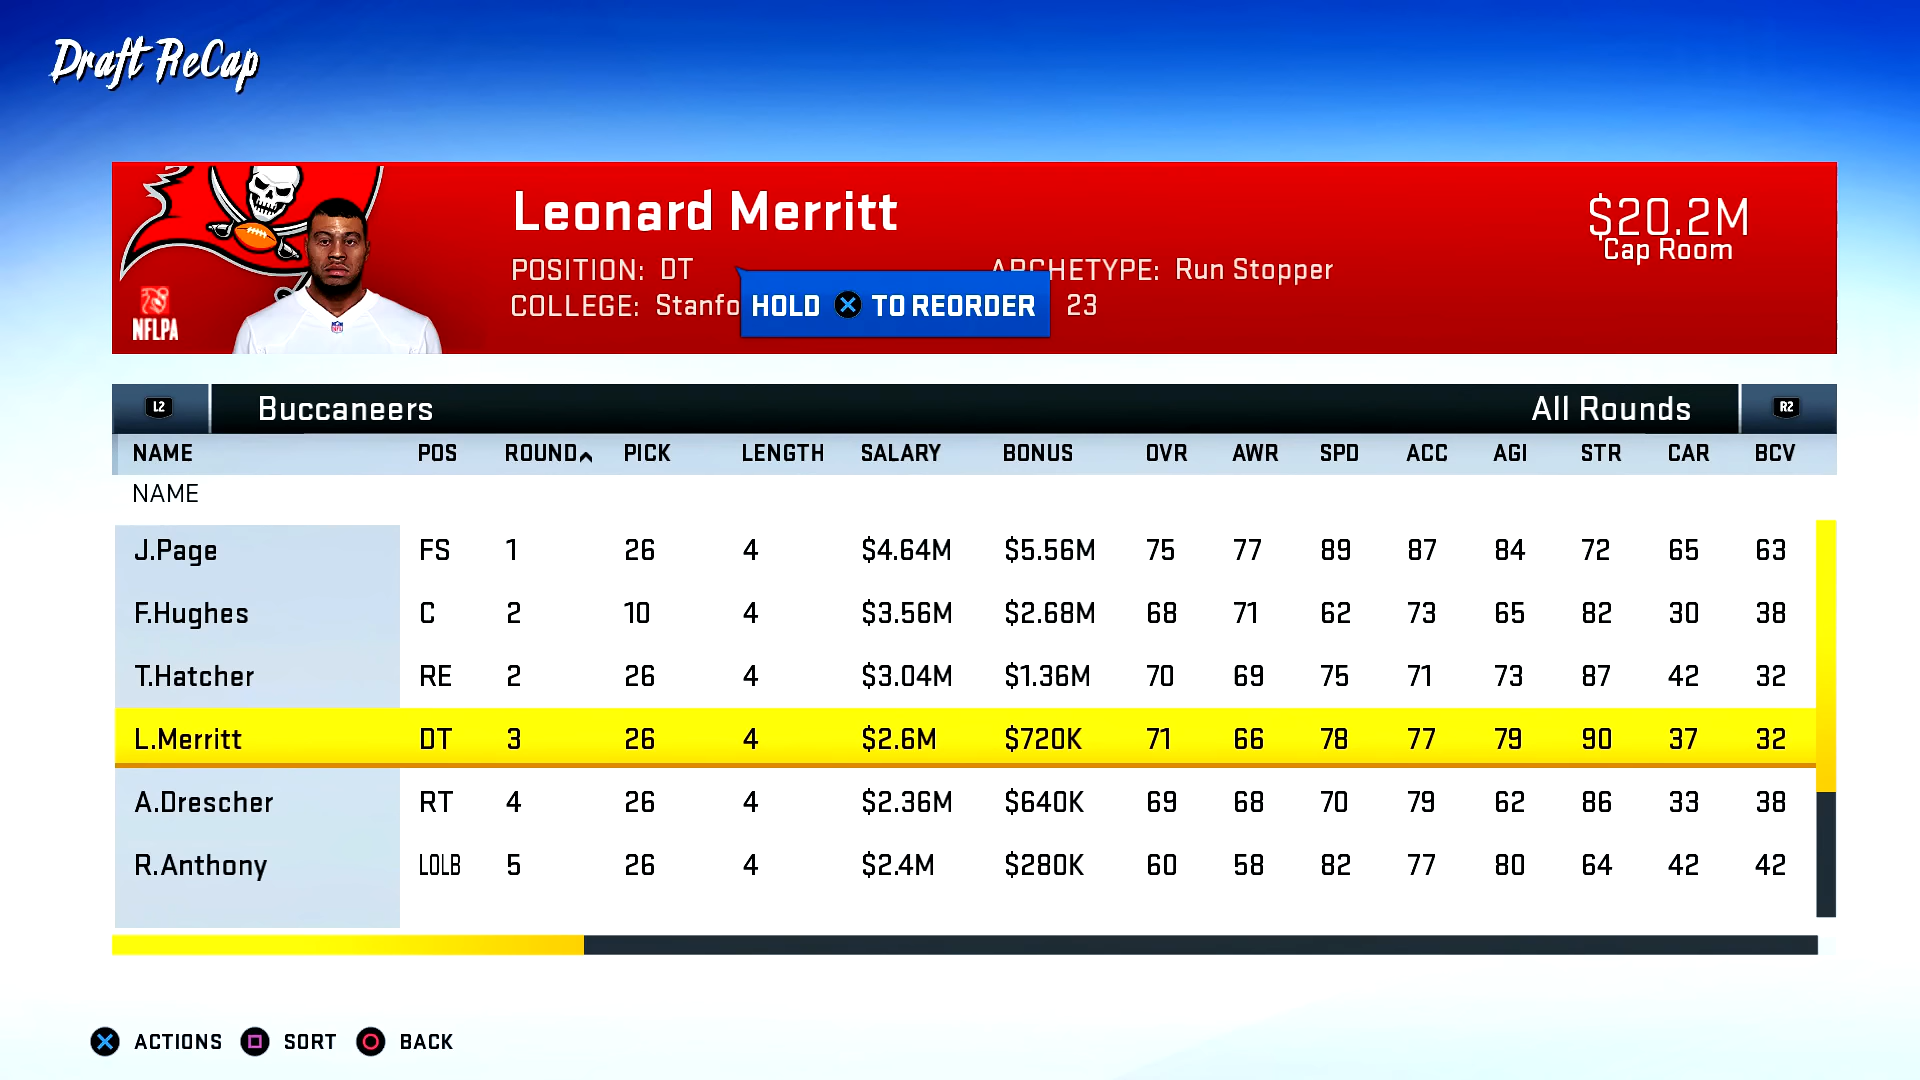 Draft ReCap
Leonard Merritt
$20.2M
Cap Room
POSITION: DT
ARCHETYPE: Run Stopper
COLLEGE: Stanfo
23
HOLD TO REORDER
NFLPA
L2 Buccaneers All Rounds R2
NAME POS ROUND PICK LENGTH SALARY BONUS OVR AWR SPD ACC AGI STR CAR BCV
NAME
J.Page FS 1 26 4 $4.64M $5.56M 75 77 89 87 84 72 65 63
F.Hughes C 2 10 4 $3.56M $2.68M 68 71 62 73 65 82 30 38
T.Hatcher RE 2 26 4 $3.04M $1.36M 70 69 75 71 73 87 42 32
L.Merritt DT 3 26 4 $2.6M $720K 71 66 78 77 79 90 37 32
A.Drescher RT 4 26 4 $2.36M $640K 69 68 70 79 62 86 33 38
R.Anthony LOLB 5 26 4 $2.4M $280K 60 58 82 77 80 64 42 42
ACTIONS SORT BACK